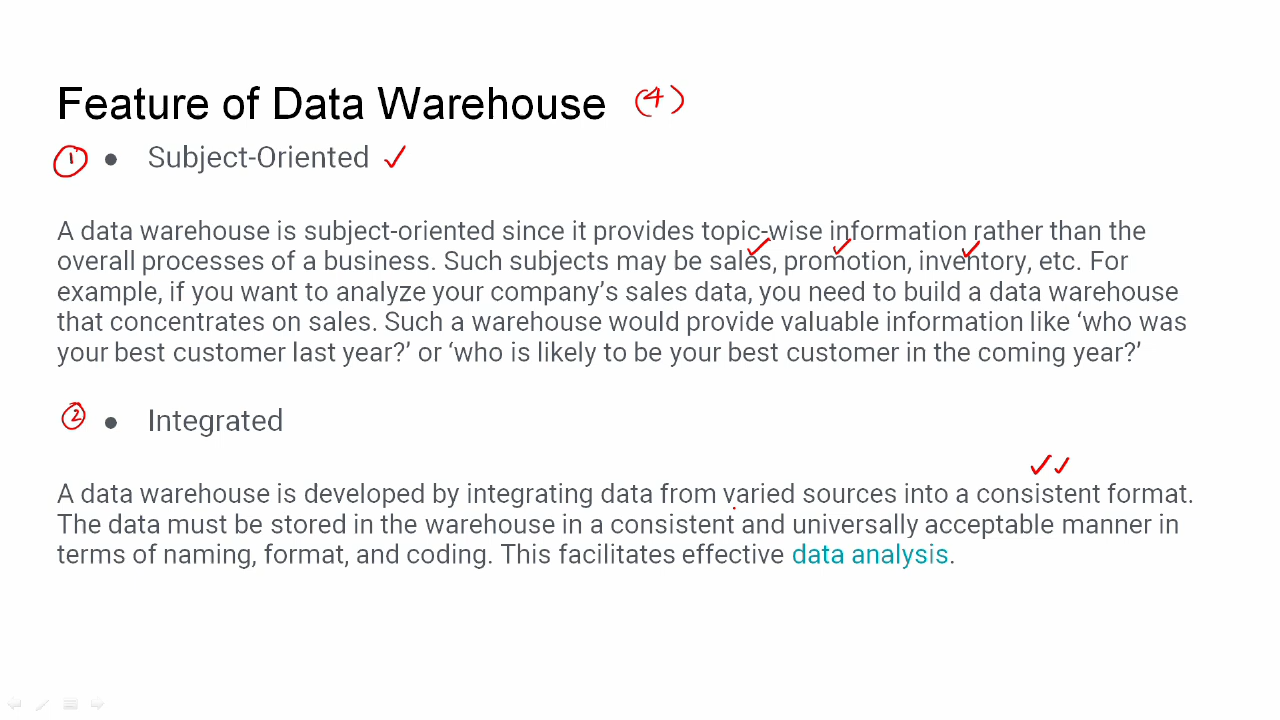 Feature of Data Warehouse (4)
1 ● Subject-Oriented ✓
A data warehouse is subject-oriented since it provides topic-wise information rather than the
overall processes of a business. Such subjects may be sales, promotion, inventory, etc. For
example, if you want to analyze your company’s sales data, you need to build a data warehouse
that concentrates on sales. Such a warehouse would provide valuable information like ‘who was
your best customer last year?’ or ‘who is likely to be your best customer in the coming year?’
2 ● Integrated
A data warehouse is developed by integrating data from varied sources into a consistent format.
The data must be stored in the warehouse in a consistent and universally acceptable manner in
terms of naming, format, and coding. This facilitates effective data analysis.